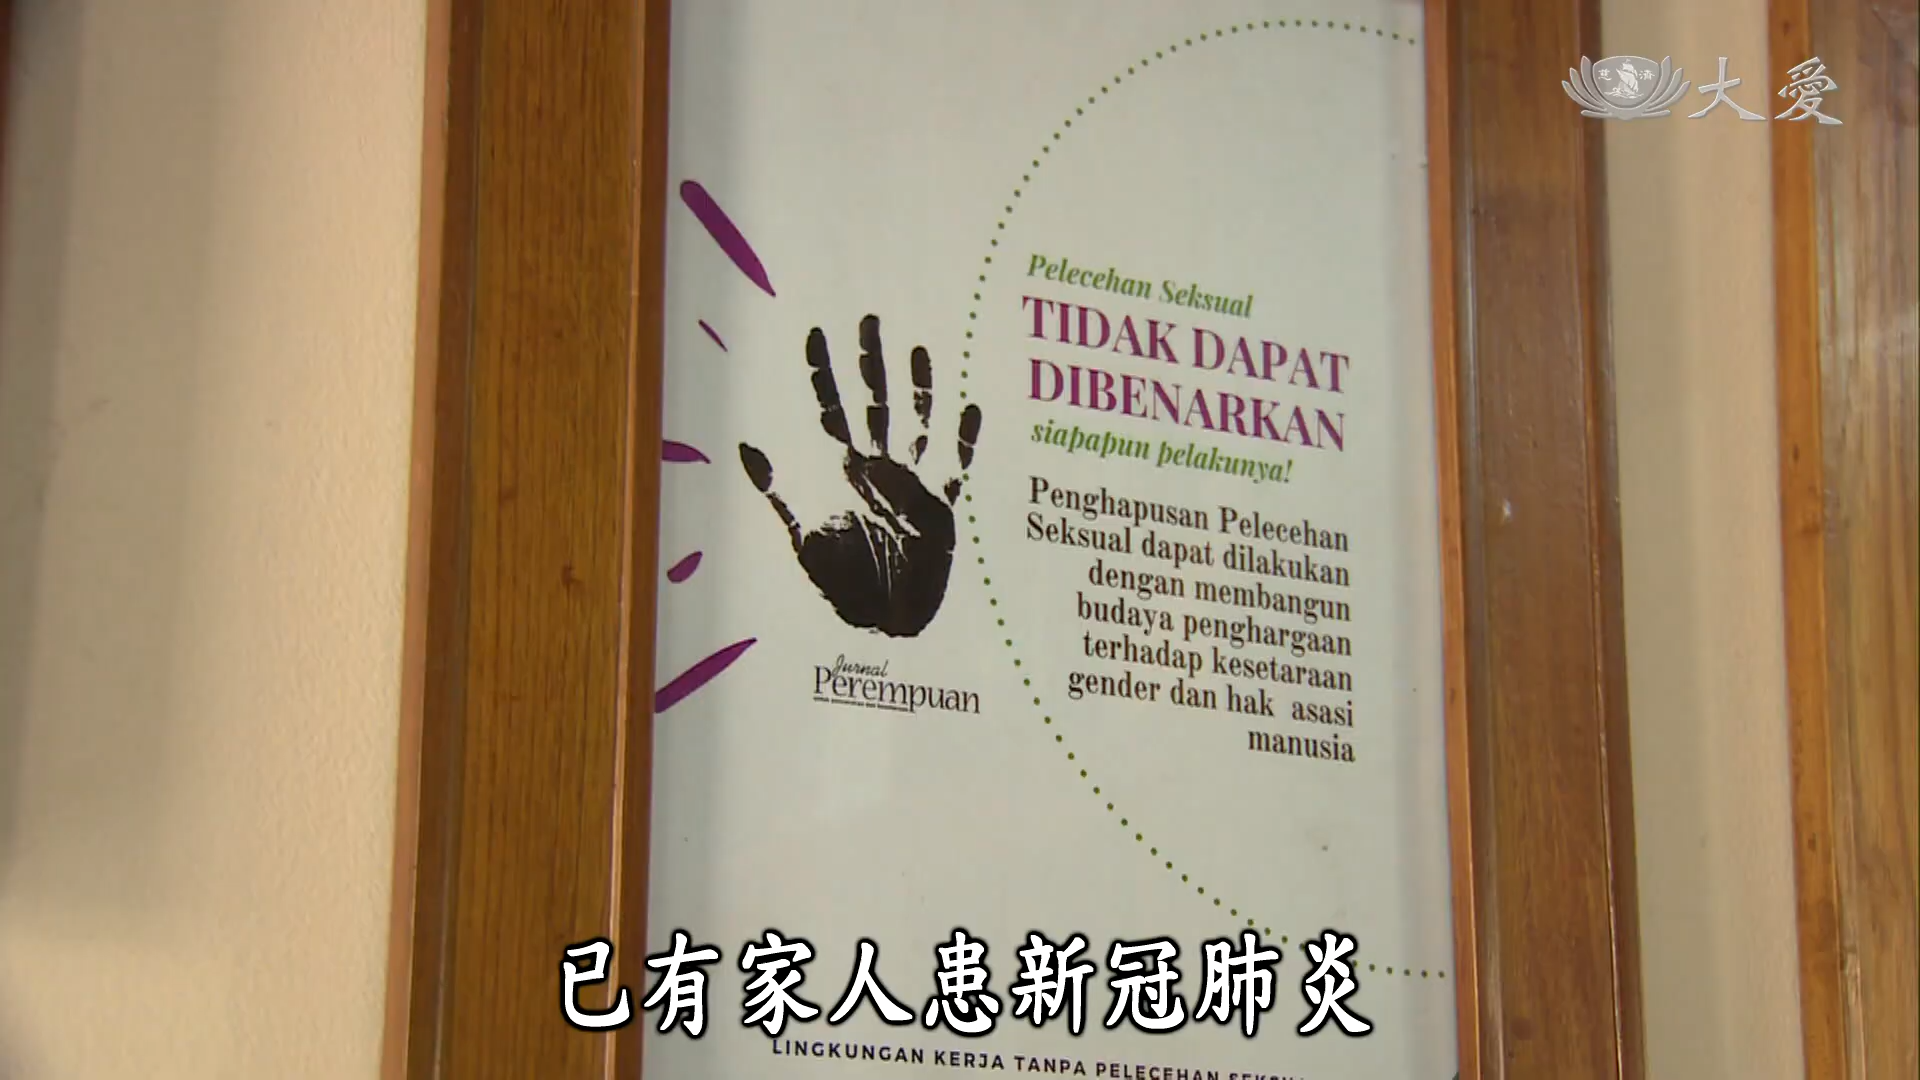 慈濟
大愛
Pelecehan Seksual
TIDAK DAPAT
DIBENARKAN
siapapun pelakunya!
Penghapusan Pelecehan
Seksual dapat dilakukan
dengan membangun
budaya penghargaan
terhadap kesetaraan
gender dan hak asasi
manusia
Jurnal
Perempuan
已有家人患新冠肺炎
LINGKUNGAN KERJA TANPA PELECEHAN